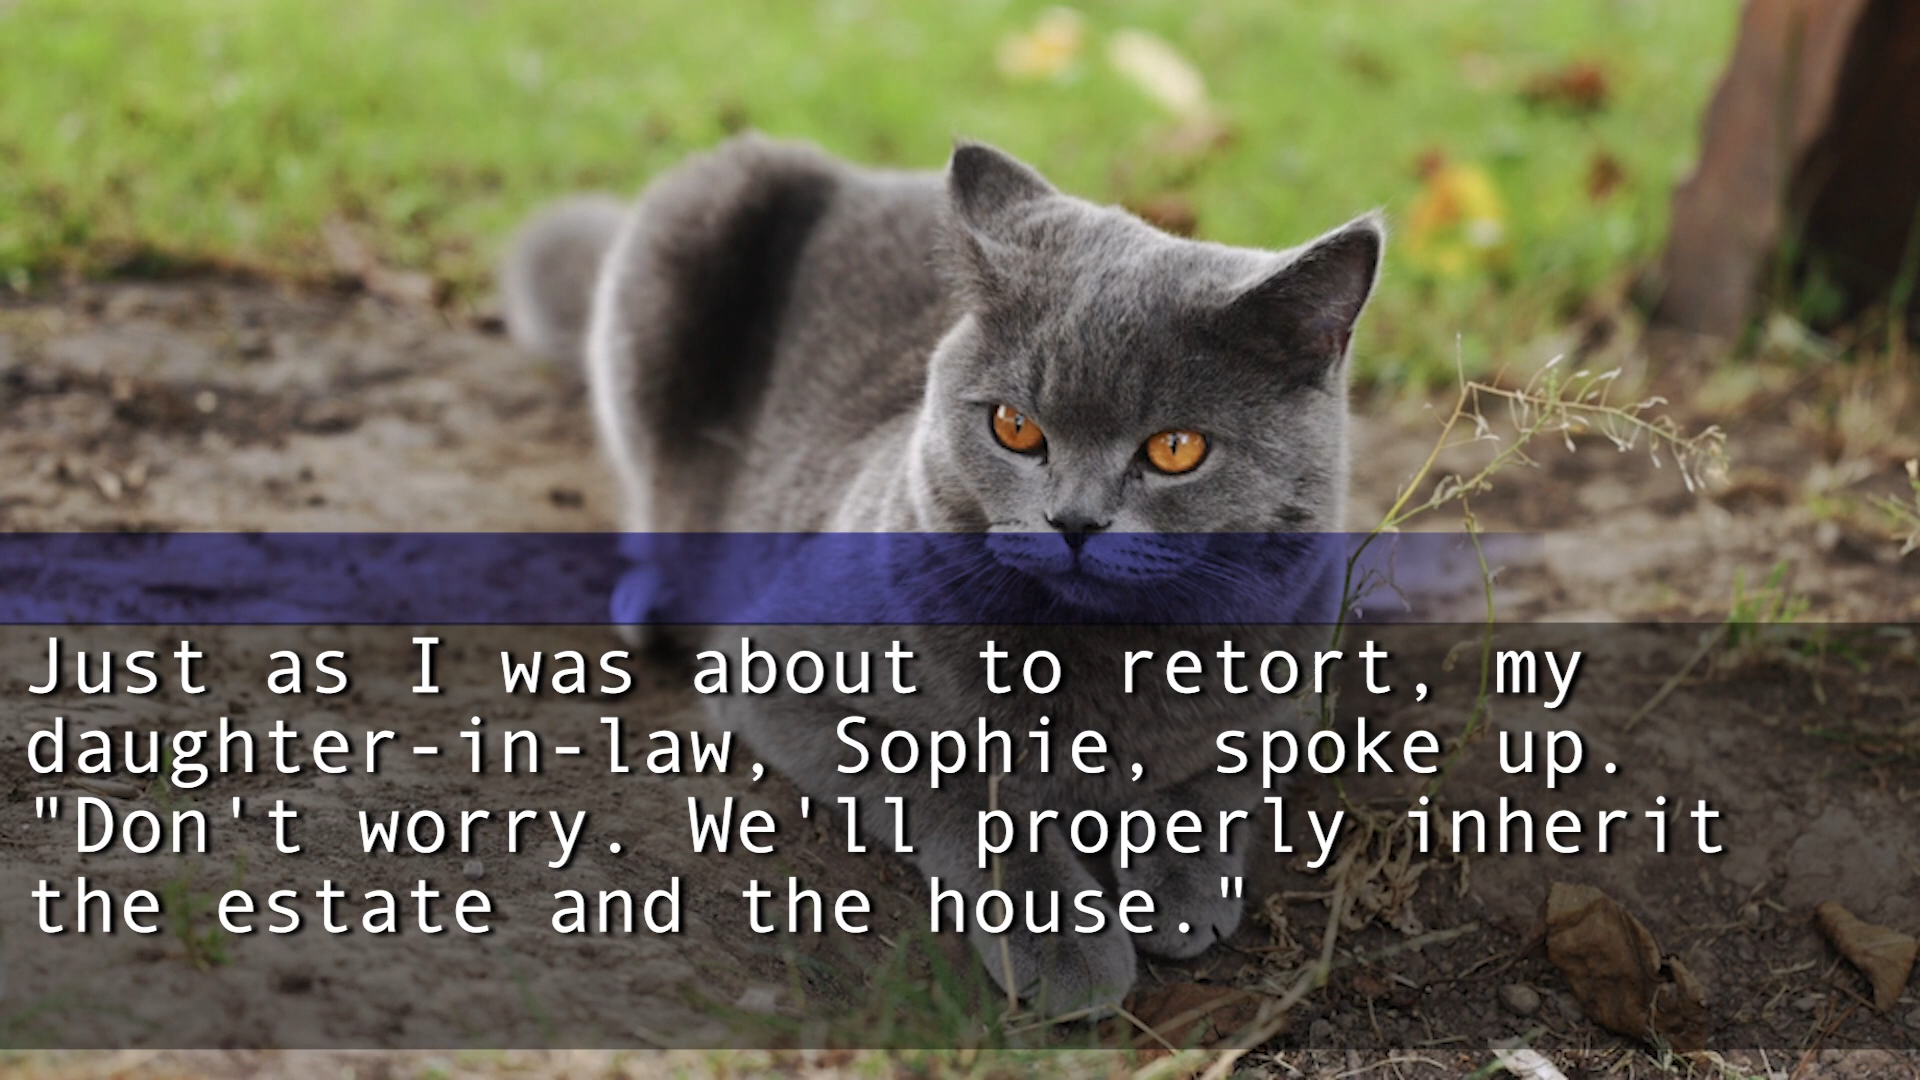 Just as I was about to retort, my
daughter-in-law, Sophie, spoke up.
"Don't worry. We'll properly inherit
the estate and the house."